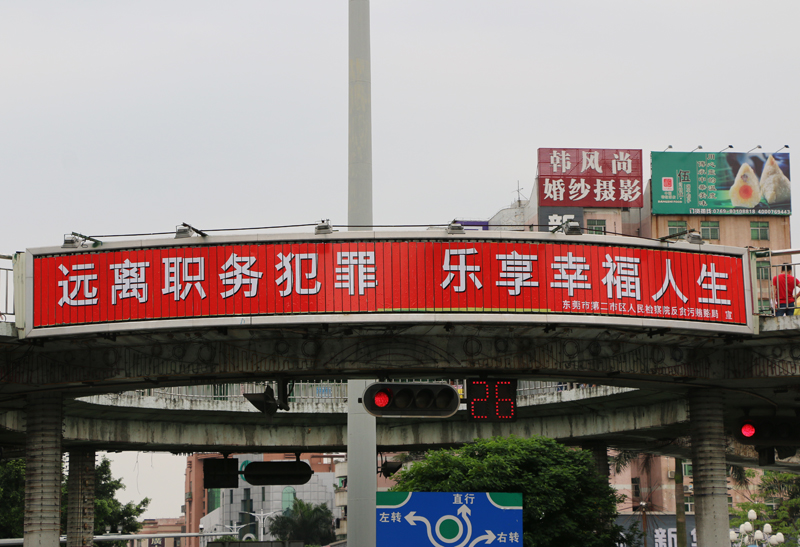 韩风尚
婚纱摄影
伍
远离职务犯罪 乐享幸福人生
东莞市第二市区人民检察院反贪污贿赂局 宣
26
直行
左转
右转